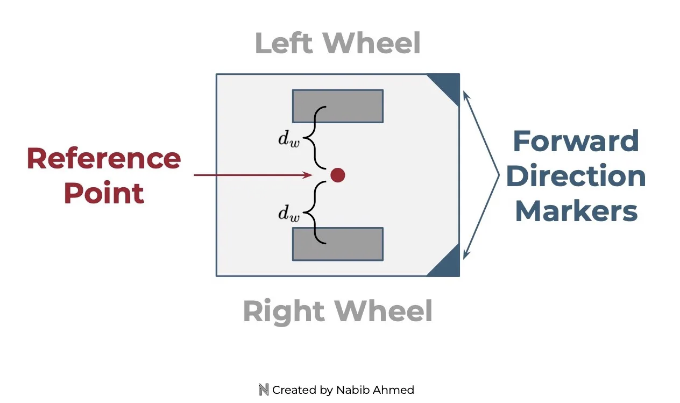 Left Wheel
d_w
Reference
Point
Forward
Direction
Markers
d_w
Right Wheel
Created by Nabib Ahmed